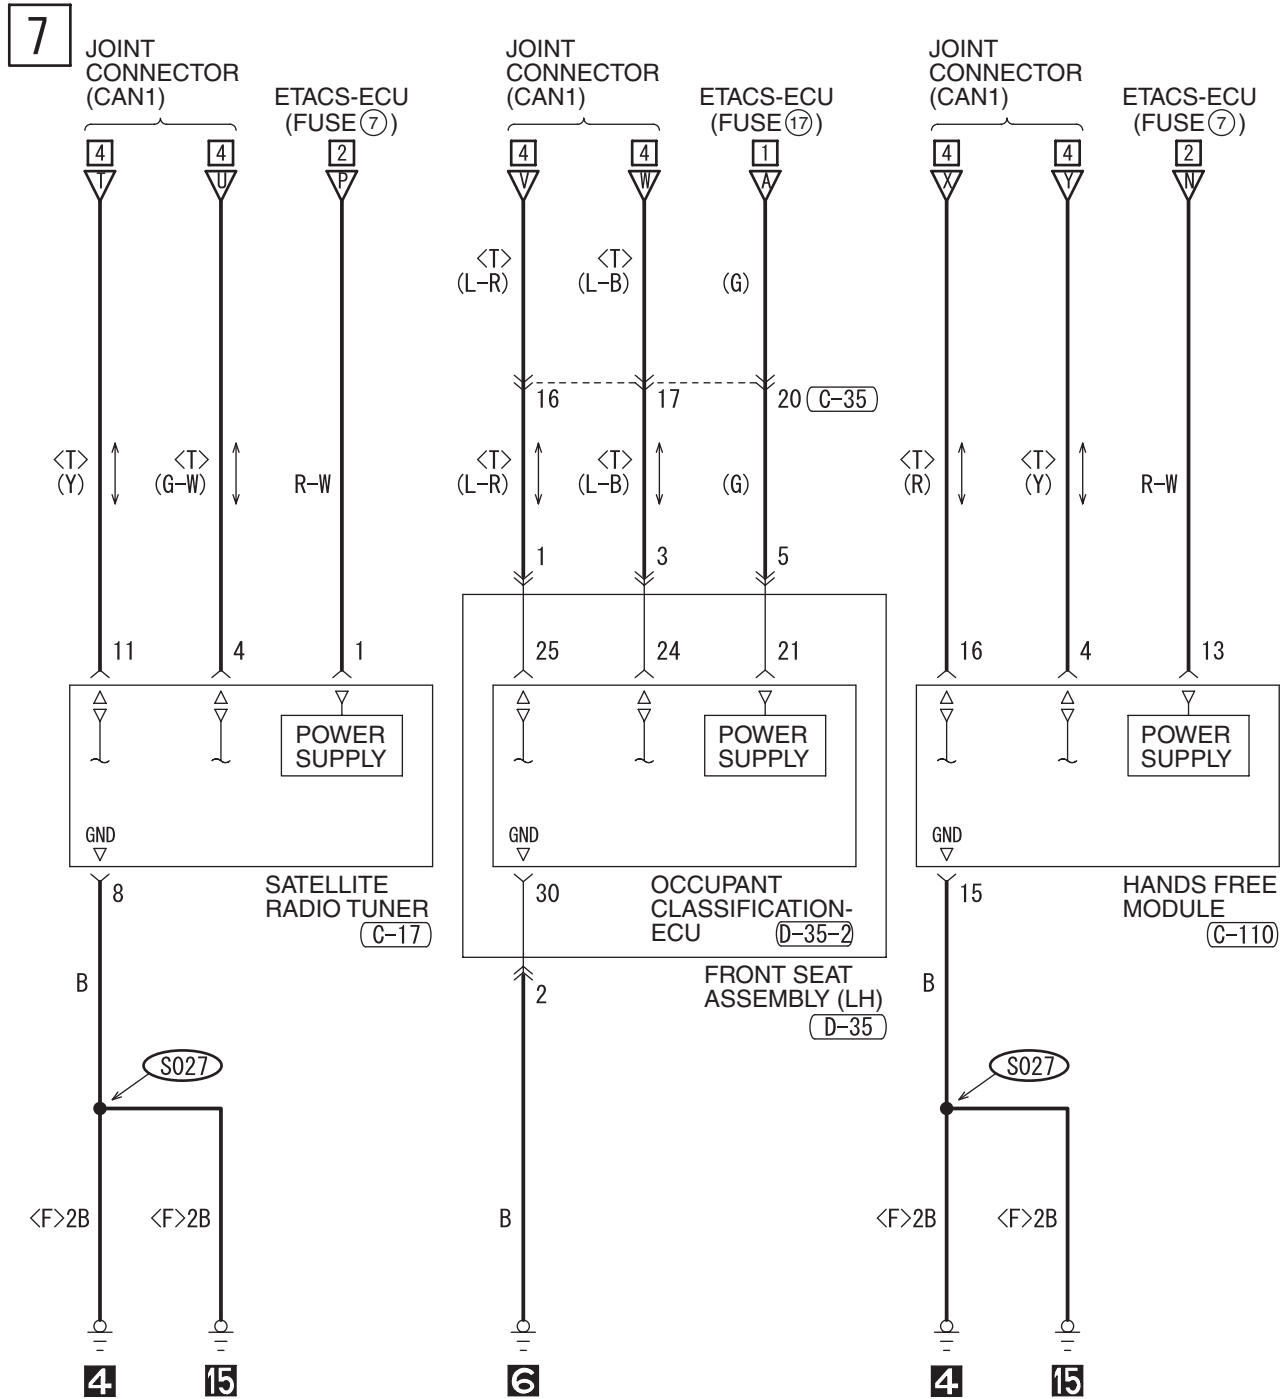 7
JOINT
CONNECTOR
(CAN1)
ETACS-ECU
(FUSE 7)
JOINT
CONNECTOR
(CAN1)
ETACS-ECU
(FUSE 17)
JOINT
CONNECTOR
(CAN1)
ETACS-ECU
(FUSE 7)
4 4 2 4 4 1 4 4 2
T U P V W A X Y N
<T> <T>
(L-R) (L-B) (G)
16 17 20 C-35
<T> <T> <T> <T> <T> <T>
(Y) (G-W) R-W (L-R) (L-B) (G) (R) (Y) R-W
1 3 5
11 4 1 25 24 21 16 4 13
POWER
SUPPLY
POWER
SUPPLY
POWER
SUPPLY
GND GND GND
8 30 15
SATELLITE
RADIO TUNER
C-17
OCCUPANT
CLASSIFICATION-
ECU D-35-2
HANDS FREE
MODULE
C-110
FRONT SEAT
ASSEMBLY (LH)
D-35
B 2 B
S027 S027
<F>2B <F>2B B <F>2B <F>2B
4 15 6 4 15